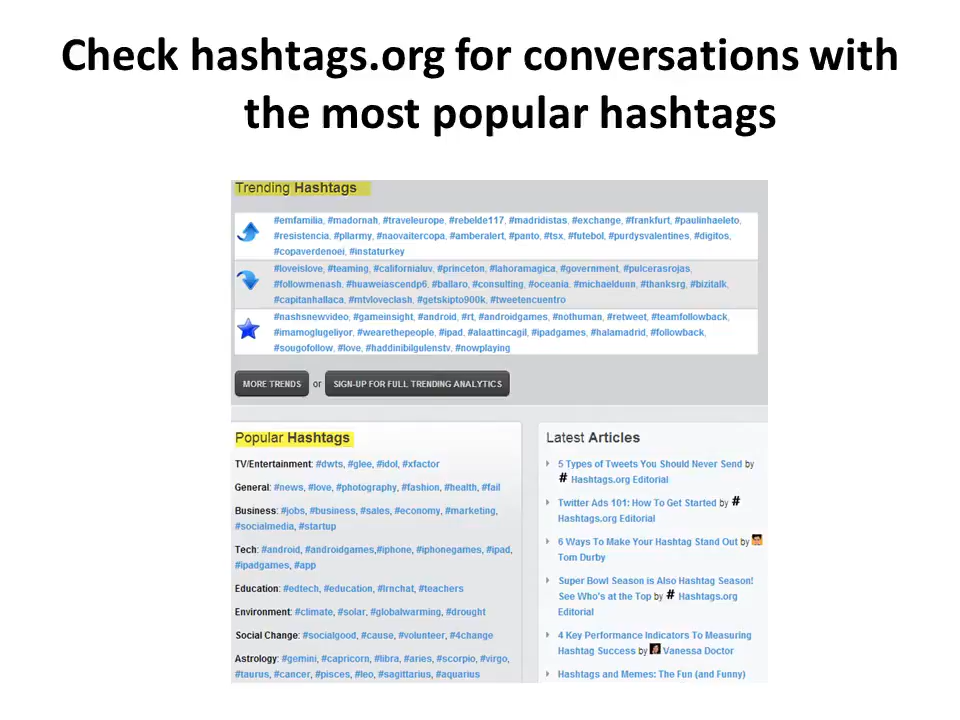 Check hashtags.org for conversations with
the most popular hashtags
Trending Hashtags
#emfamilia, #madornah, #traveleurope, #rebelde117, #madridistas, #exchange, #frankfurt, #paulinhaeleto,
#resistencia, #pllarmy, #naovaitercopa, #amberalert, #panto, #tsx, #futebol, #purdysvalentines, #digitos,
#copaverdenoei, #instaturkey
#loveislove, #teaming, #californialuv, #princeton, #lahoramagica, #government, #pulcerasrojas,
#followmenash, #huaweiascendp6, #ballaro, #consulting, #oceania, #michaeldunn, #thanksrg, #bizitalk,
#capitanhallaca, #mtvloveclash, #getskipto900k, #tweetencuentro
#nashsnewvideo, #gameinsight, #android, #rt, #androidgames, #nothuman, #retweet, #teamfollowback,
#imamoglugeliyor, #wearethepeople, #ipad, #alaattincagil, #ipadgames, #halamadrid, #followback,
#sougofollow, #love, #haddinibilgulenstv, #nowplaying
MORE TRENDS or SIGN-UP FOR FULL TRENDING ANALYTICS
Popular Hashtags
TV/Entertainment: #dwts, #glee, #idol, #xfactor
General: #news, #love, #photography, #fashion, #health, #fail
Business: #jobs, #business, #sales, #economy, #marketing,
#socialmedia, #startup
Tech: #android, #androidgames,#iphone, #iphonegames, #ipad,
#ipadgames, #app
Education: #edtech, #education, #lrnchat, #teachers
Environment: #climate, #solar, #globalwarming, #drought
Social Change: #socialgood, #cause, #volunteer, #4change
Astrology: #gemini, #capricorn, #libra, #aries, #scorpio, #virgo,
#taurus, #cancer, #pisces, #leo, #sagittarius, #aquarius
Latest Articles
5 Types of Tweets You Should Never Send by
# Hashtags.org Editorial
Twitter Ads 101: How To Get Started by #
Hashtags.org Editorial
6 Ways To Make Your Hashtag Stand Out by
Tom Durby
Super Bowl Season is Also Hashtag Season!
See Who's at the Top by # Hashtags.org
Editorial
4 Key Performance Indicators To Measuring
Hashtag Success by Vanessa Doctor
Hashtags and Memes: The Fun (and Funny)